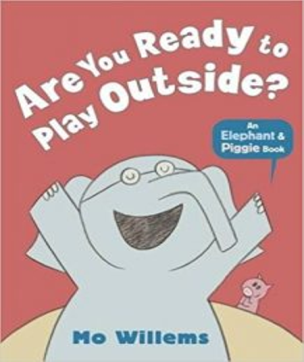 Are You Ready to
Play Outside?
An
Elephant &
Piggie Book
Mo Willems